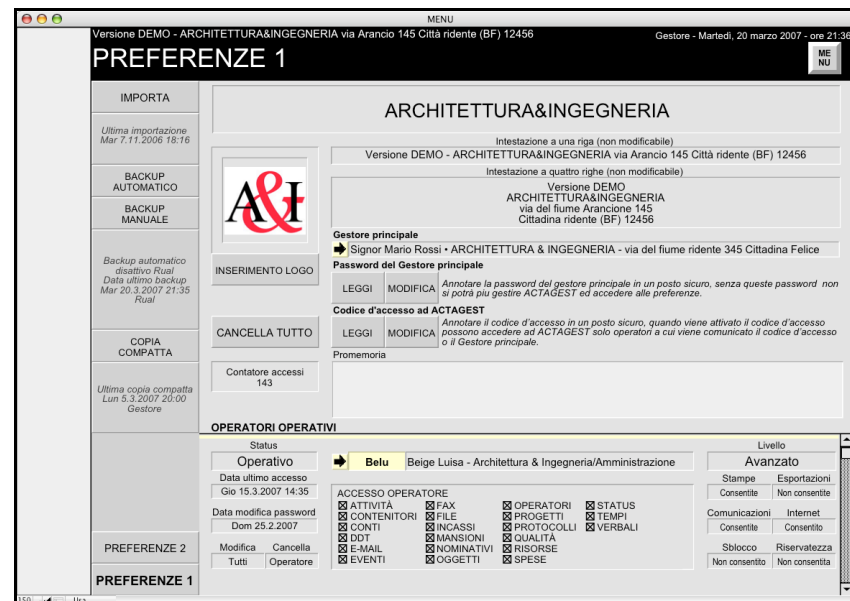 MENU
Versione DEMO - ARCHITETTURA&INGEGNERIA via Arancio 145 Città ridente (BF) 12456
Gestore - Martedì, 20 marzo 2007 - ore 21:36
PREFERENZE 1
ME
NU
IMPORTA
Ultima importazione
Mar 7.11.2006 18:16
BACKUP
AUTOMATICO
BACKUP
MANUALE
Backup automatico
disattivo Rual
Data ultimo backup
Mar 20.3.2007 21:35
Rual
COPIA
COMPATTA
Ultima copia compatta
Lun 5.3.2007 20:00
Gestore
PREFERENZE 2
PREFERENZE 1
ARCHITETTURA&INGEGNERIA
Intestazione a una riga (non modificabile)
Versione DEMO - ARCHITETTURA&INGEGNERIA via Arancio 145 Città ridente (BF) 12456
Intestazione a quattro righe (non modificabile)
Versione DEMO
ARCHITETTURA&INGEGNERIA
via del fiume Arancione 145
Cittadina ridente (BF) 12456
A&I
INSERIMENTO LOGO
CANCELLA TUTTO
Contatore accessi
143
Gestore principale
Signor Mario Rossi • ARCHITETTURA & INGEGNERIA - via del fiume ridente 345 Cittadina Felice
Password del Gestore principale
LEGGI MODIFICA
Annotare la password del gestore principale in un posto sicuro, senza queste password non
si potrà piu gestire ACTAGEST ed accedere alle preferenze.
Codice d'accesso ad ACTAGEST
LEGGI MODIFICA
Annotare il codice d'accesso in un posto sicuro, quando viene attivato il codice d'accesso
possono accedere ad ACTAGEST solo operatori a cui viene comunicato il codice d'accesso
o il Gestore principale.
Promemoria
OPERATORI OPERATIVI
Status
Operativo
Data ultimo accesso
Gio 15.3.2007 14:35
Data modifica password
Dom 25.2.2007
Modifica Cancella
Tutti Operatore
Belu Beige Luisa - Architettura & Ingegneria/Amministrazione
ACCESSO OPERATORE
ATTIVITÀ FAX OPERATORI STATUS
CONTENITORI FILE PROGETTI TEMPI
CONTI INCASSI PROTOCOLLI VERBALI
DDT MANSIONI QUALITÀ
E-MAIL NOMINATIVI RISORSE
EVENTI OGGETTI SPESE
Livello
Avanzato
Stampe Esportazioni
Consentite Non consentite
Comunicazioni Internet
Consentite Consentito
Sblocco Riservatezza
Non consentito Non consentita